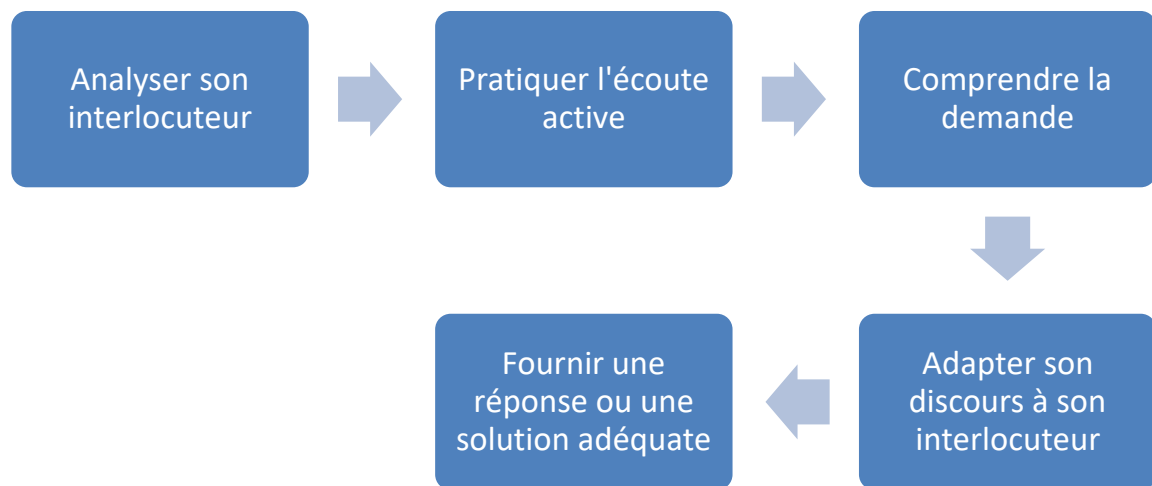 Analyser son
interlocuteur
Pratiquer l'écoute
active
Comprendre la
demande
Adapter son
discours à son
interlocuteur
Fournir une
réponse ou une
solution adéquate